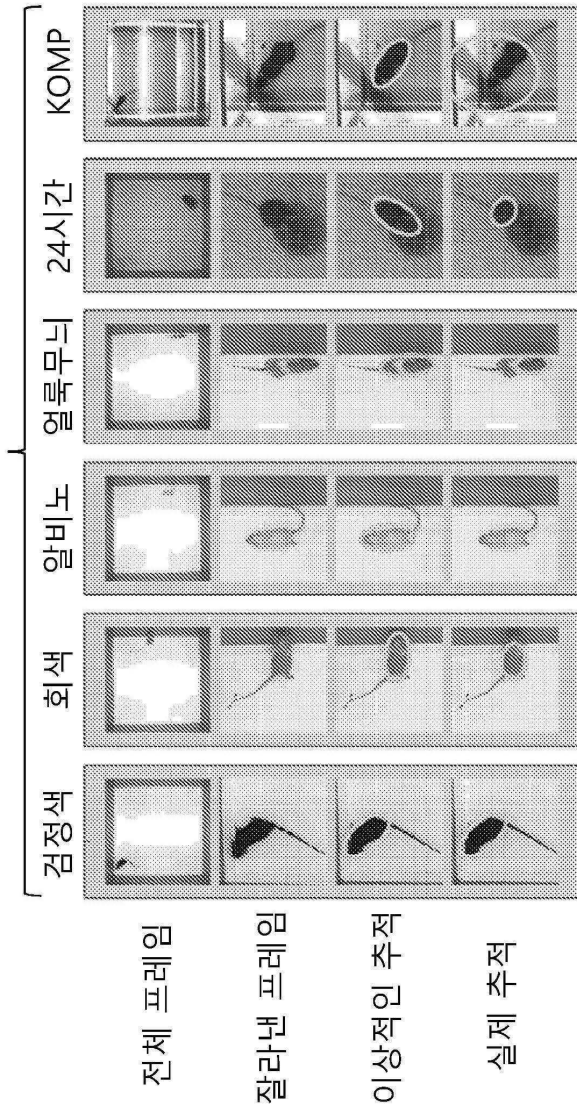 검정색
회색
알비노
얼룩무늬
24시간
KOMP
전체 프레임
잘라낸 프레임
이상적인 추적
실제 추적